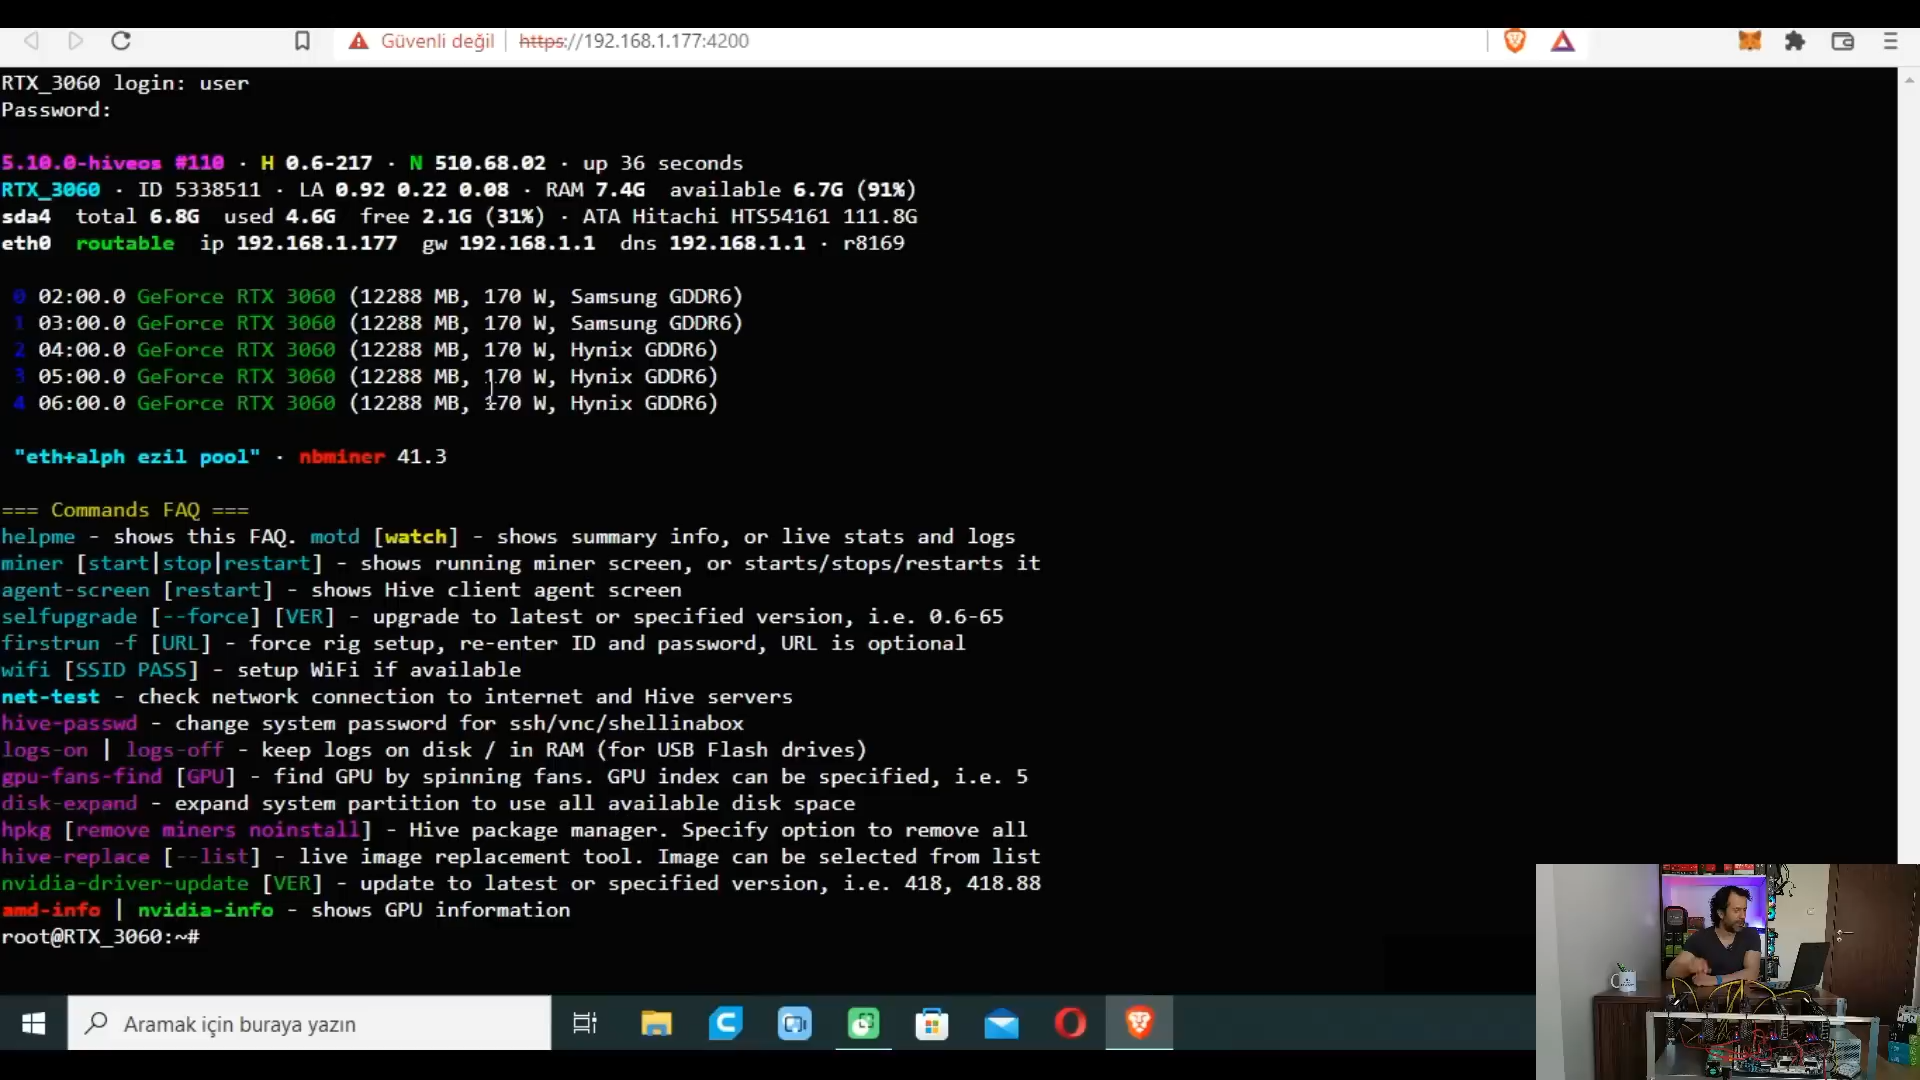 Güvenli değil https://192.168.1.177:4200
RTX_3060 login: user
Password:
5.10.0-hiveos #110 · H 0.6-217 · N 510.68.02 · up 36 seconds
RTX_3060 · ID 5338511 · LA 0.92 0.22 0.08 · RAM 7.4G available 6.7G (91%)
sda4 total 6.8G used 4.6G free 2.1G (31%) · ATA Hitachi HTS54161 111.8G
eth0 routable ip 192.168.1.177 gw 192.168.1.1 dns 192.168.1.1 · r8169
0 02:00.0 GeForce RTX 3060 (12288 MB, 170 W, Samsung GDDR6)
1 03:00.0 GeForce RTX 3060 (12288 MB, 170 W, Samsung GDDR6)
2 04:00.0 GeForce RTX 3060 (12288 MB, 170 W, Hynix GDDR6)
3 05:00.0 GeForce RTX 3060 (12288 MB, 170 W, Hynix GDDR6)
4 06:00.0 GeForce RTX 3060 (12288 MB, 170 W, Hynix GDDR6)
"eth+alph ezil pool" · nbminer 41.3
=== Commands FAQ ===
helpme - shows this FAQ. motd [watch] - shows summary info, or live stats and logs
miner [start|stop|restart] - shows running miner screen, or starts/stops/restarts it
agent-screen [restart] - shows Hive client agent screen
selfupgrade [--force] [VER] - upgrade to latest or specified version, i.e. 0.6-65
firstrun -f [URL] - force rig setup, re-enter ID and password, URL is optional
wifi [SSID PASS] - setup WiFi if available
net-test - check network connection to internet and Hive servers
hive-passwd - change system password for ssh/vnc/shellinabox
logs-on | logs-off - keep logs on disk / in RAM (for USB Flash drives)
gpu-fans-find [GPU] - find GPU by spinning fans. GPU index can be specified, i.e. 5
disk-expand - expand system partition to use all available disk space
hpkg [remove miners noinstall] - Hive package manager. Specify option to remove all
hive-replace [--list] - live image replacement tool. Image can be selected from list
nvidia-driver-update [VER] - update to latest or specified version, i.e. 418, 418.88
amd-info | nvidia-info - shows GPU information
root@RTX_3060:~#
Aramak için buraya yazın